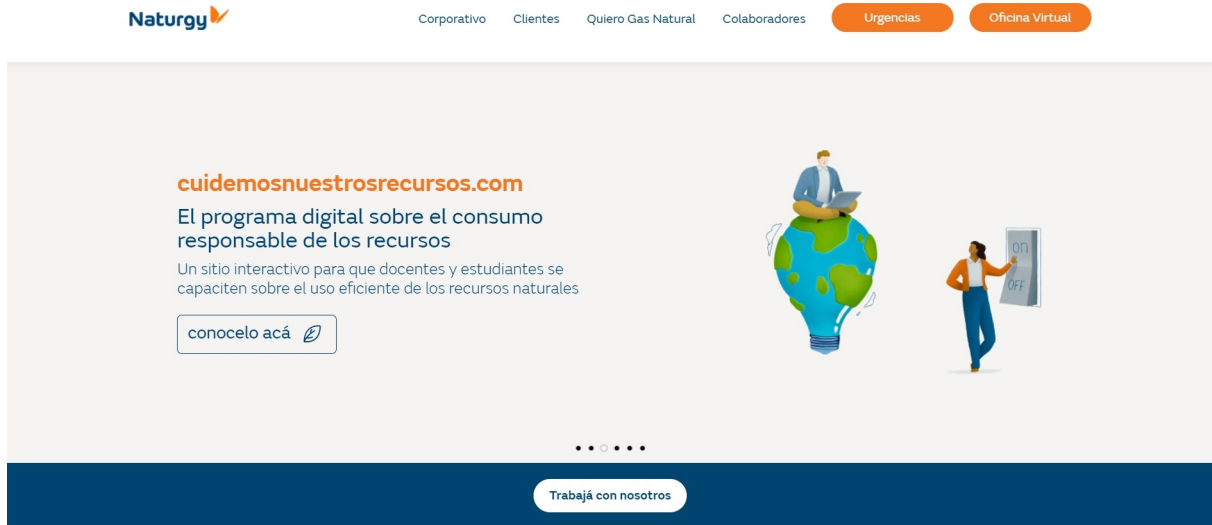 Naturgy
Corporativo
Clientes
Quiero Gas Natural
Colaboradores
Urgencias
Oficina Virtual
cuidemosnuestrosrecursos.com
El programa digital sobre el consumo
responsable de los recursos
Un sitio interactivo para que docentes y estudiantes se
capaciten sobre el uso eficiente de los recursos naturales
conocelo acá
on
OFF
Trabajá con nosotros